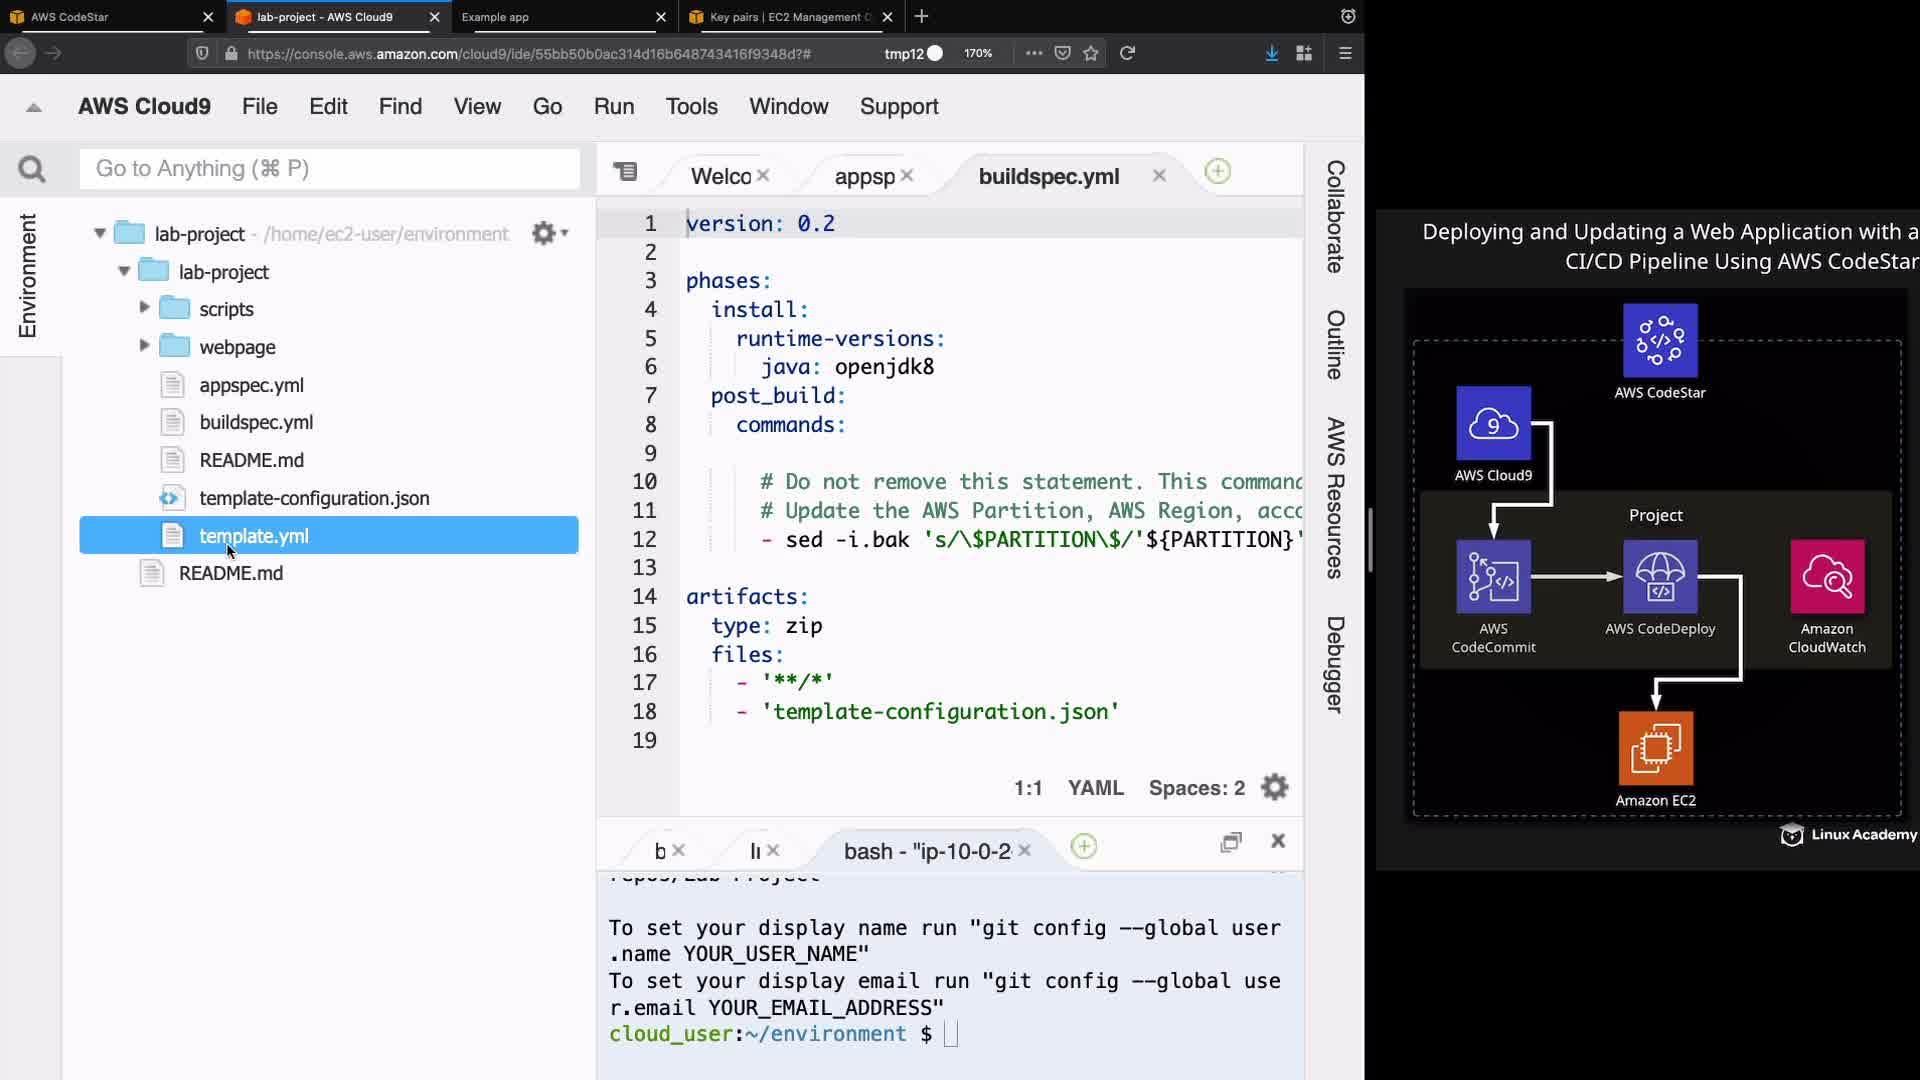 AWS CodeStar
lab-project - AWS Cloud9
Example app
Key pairs | EC2 Management C
https://console.aws.amazon.com/cloud9/ide/55bb50b0ac314d16b648743416f9348d?#
tmp12
170%
AWS Cloud9
File
Edit
Find
View
Go
Run
Tools
Window
Support
Go to Anything (⌘ P)
Environment
lab-project - /home/ec2-user/environment
lab-project
scripts
webpage
appspec.yml
buildspec.yml
README.md
template-configuration.json
template.yml
README.md
Welco
appsp
buildspec.yml
1 version: 0.2
2
3 phases:
4 install:
5 runtime-versions:
6 java: openjdk8
7 post_build:
8 commands:
9
10 # Do not remove this statement. This command
11 # Update the AWS Partition, AWS Region, acco
12 - sed -i.bak 's/\$PARTITION\$/'${PARTITION}'
13
14 artifacts:
15 type: zip
16 files:
17 - '**/*'
18 - 'template-configuration.json'
19
1:1 YAML Spaces: 2
b
bash - "ip-10-0-2
To set your display name run "git config --global user
.name YOUR_USER_NAME"
To set your display email run "git config --global use
r.email YOUR_EMAIL_ADDRESS"
cloud_user:~/environment $
Collaborate
Outline
AWS Resources
Debugger
Deploying and Updating a Web Application with a
CI/CD Pipeline Using AWS CodeStar
AWS CodeStar
9
AWS Cloud9
Project
AWS
CodeCommit
AWS CodeDeploy
Amazon
CloudWatch
Amazon EC2
Linux Academy